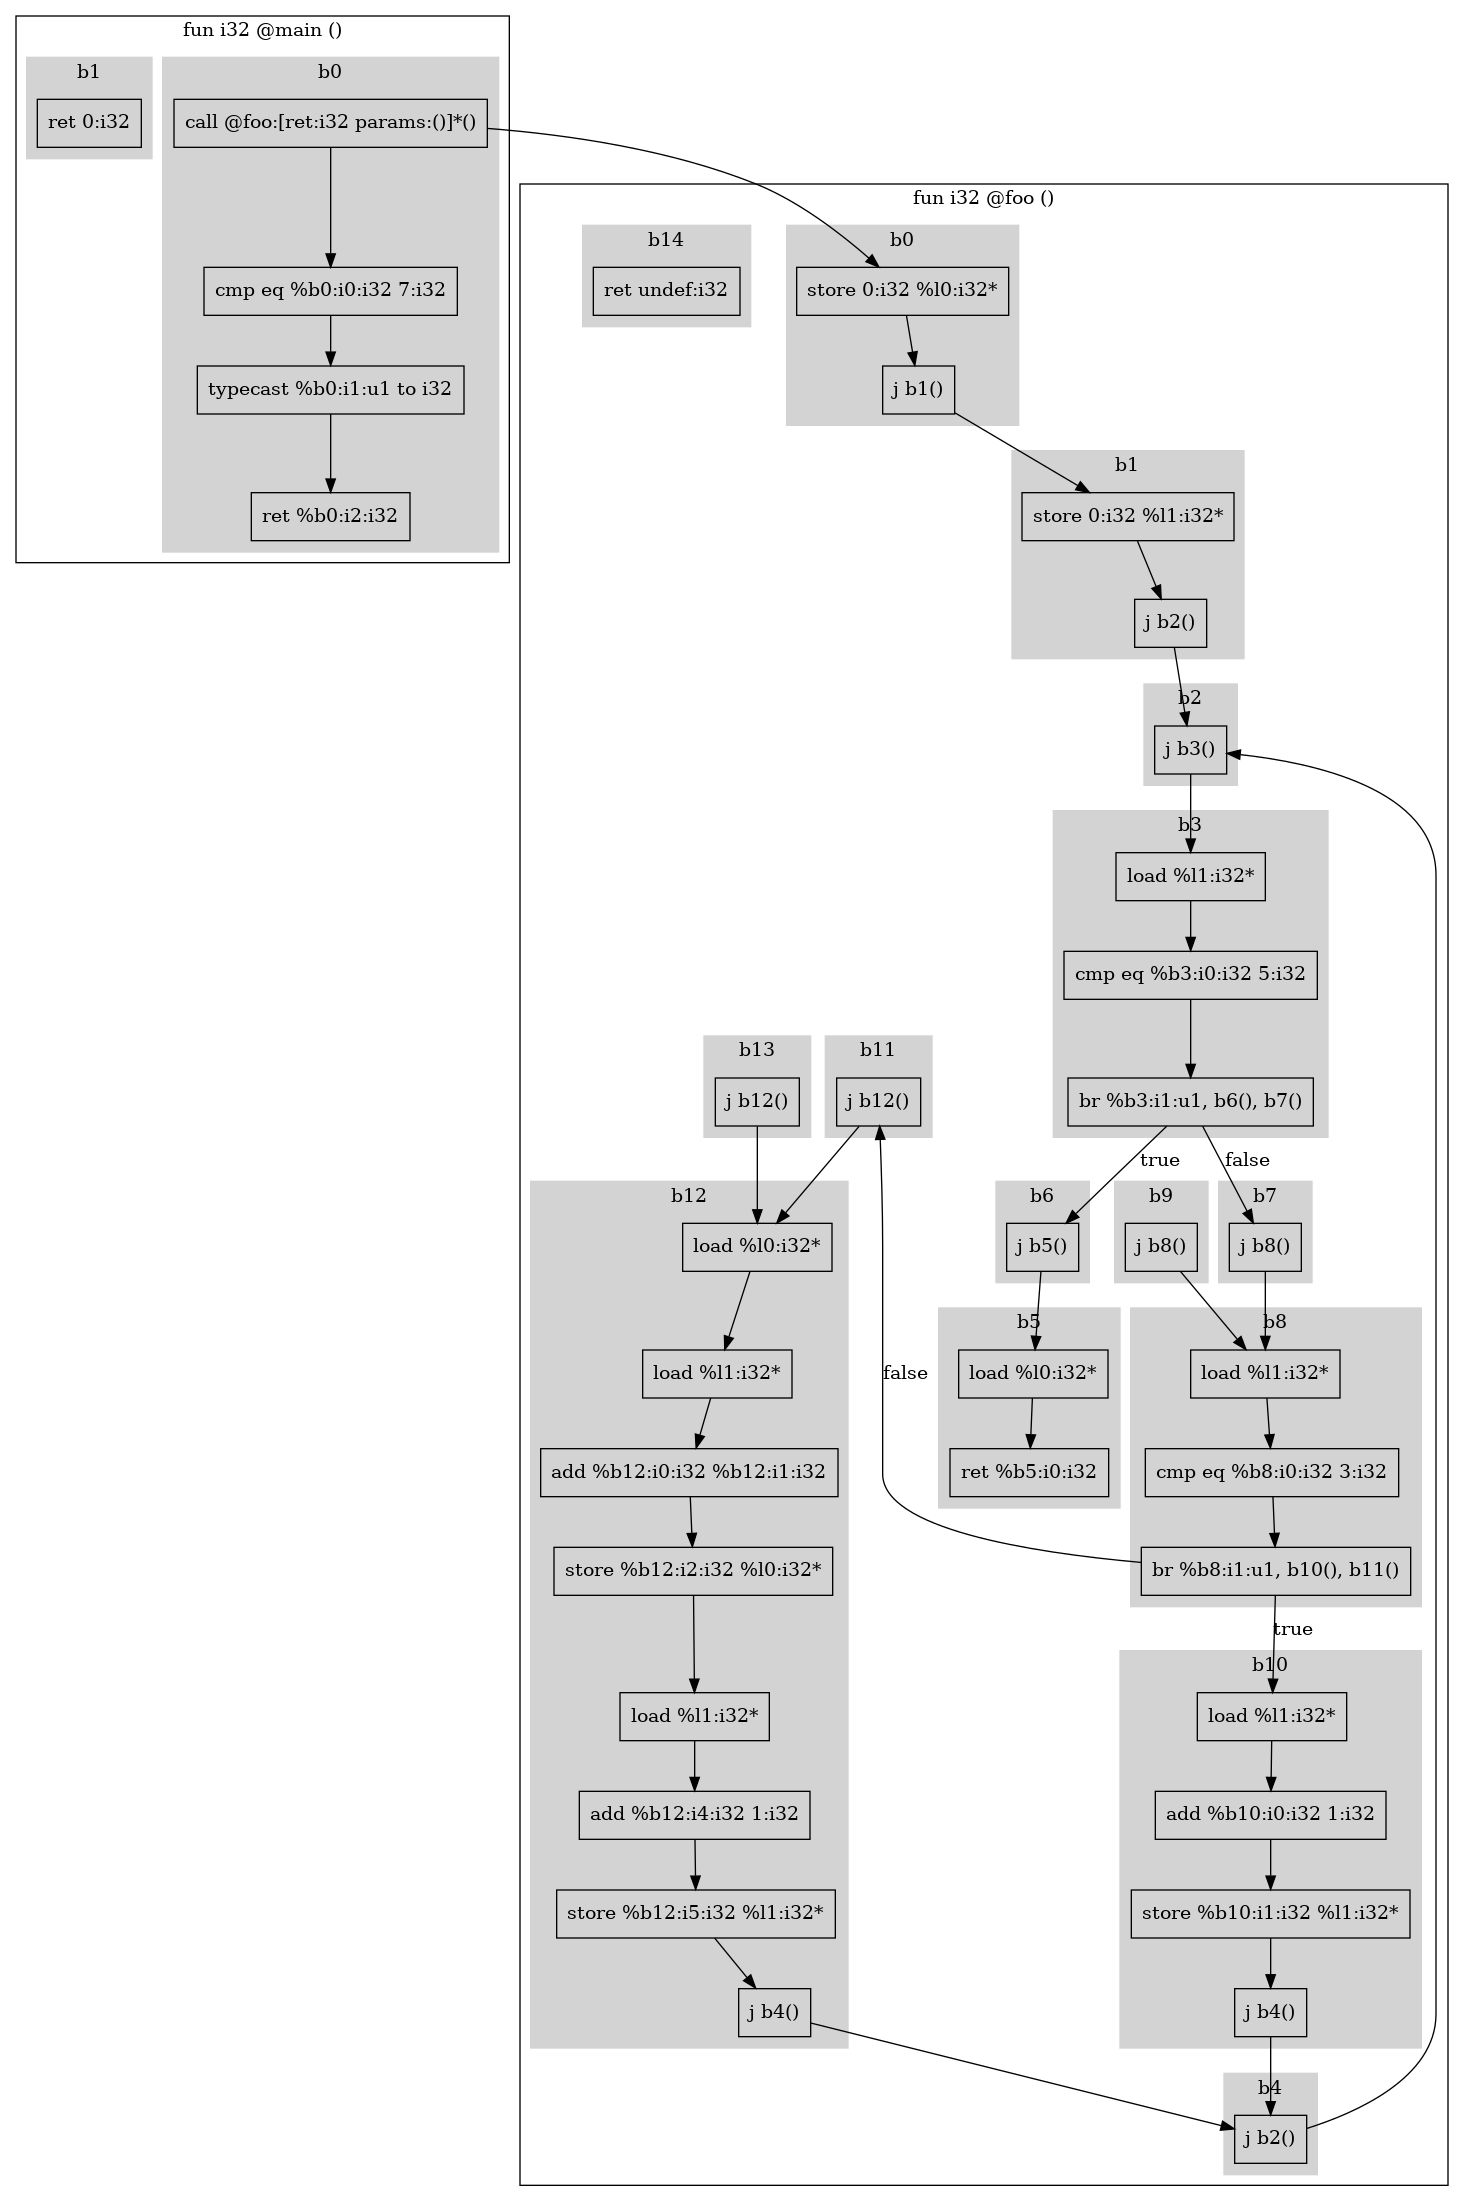 fun i32 @main ()
b1
ret 0:i32
b0
call @foo:[ret:i32 params:()]*()
cmp eq %b0:i0:i32 7:i32
typecast %b0:i1:u1 to i32
ret %b0:i2:i32
fun i32 @foo ()
b14
ret undef:i32
b0
store 0:i32 %l0:i32*
j b1()
b1
store 0:i32 %l1:i32*
j b2()
b2
j b3()
b3
load %l1:i32*
cmp eq %b3:i0:i32 5:i32
br %b3:i1:u1, b6(), b7()
true
false
b13
j b12()
b11
j b12()
b6
j b5()
b9
j b8()
b7
j b8()
b12
load %l0:i32*
load %l1:i32*
add %b12:i0:i32 %b12:i1:i32
store %b12:i2:i32 %l0:i32*
load %l1:i32*
add %b12:i4:i32 1:i32
store %b12:i5:i32 %l1:i32*
j b4()
false
b5
load %l0:i32*
ret %b5:i0:i32
b8
load %l1:i32*
cmp eq %b8:i0:i32 3:i32
br %b8:i1:u1, b10(), b11()
true
b10
load %l1:i32*
add %b10:i0:i32 1:i32
store %b10:i1:i32 %l1:i32*
j b4()
b4
j b2()